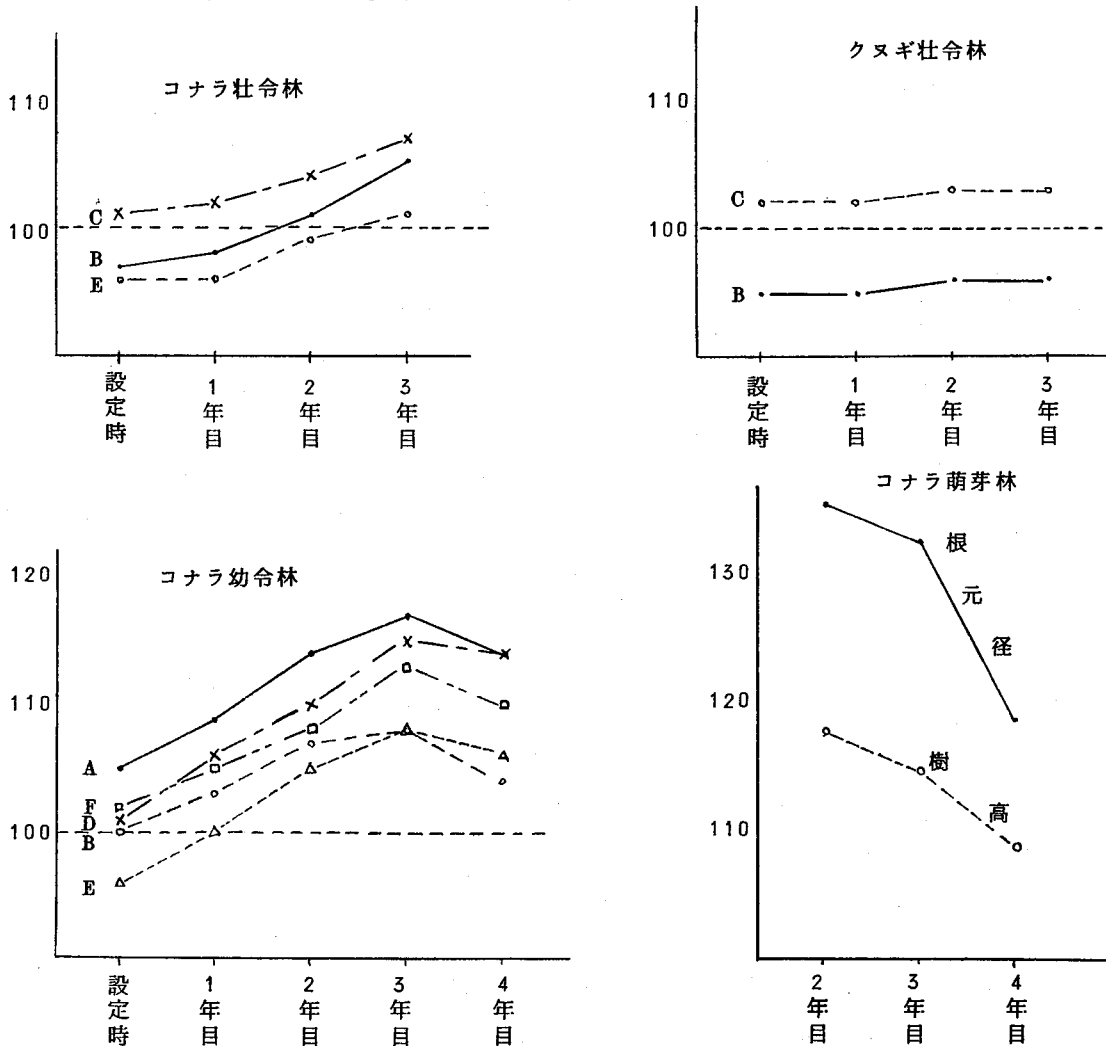 コナラ壮令林
110
100
C
B
E
設定時
1年目
2年目
3年目
クヌギ壮令林
110
100
C
B
設定時
1年目
2年目
3年目
コナラ幼令林
120
110
100
A
F
D
B
E
設定時
1年目
2年目
3年目
4年目
コナラ萌芽林
130
120
110
根元径
樹高
2年目
3年目
4年目